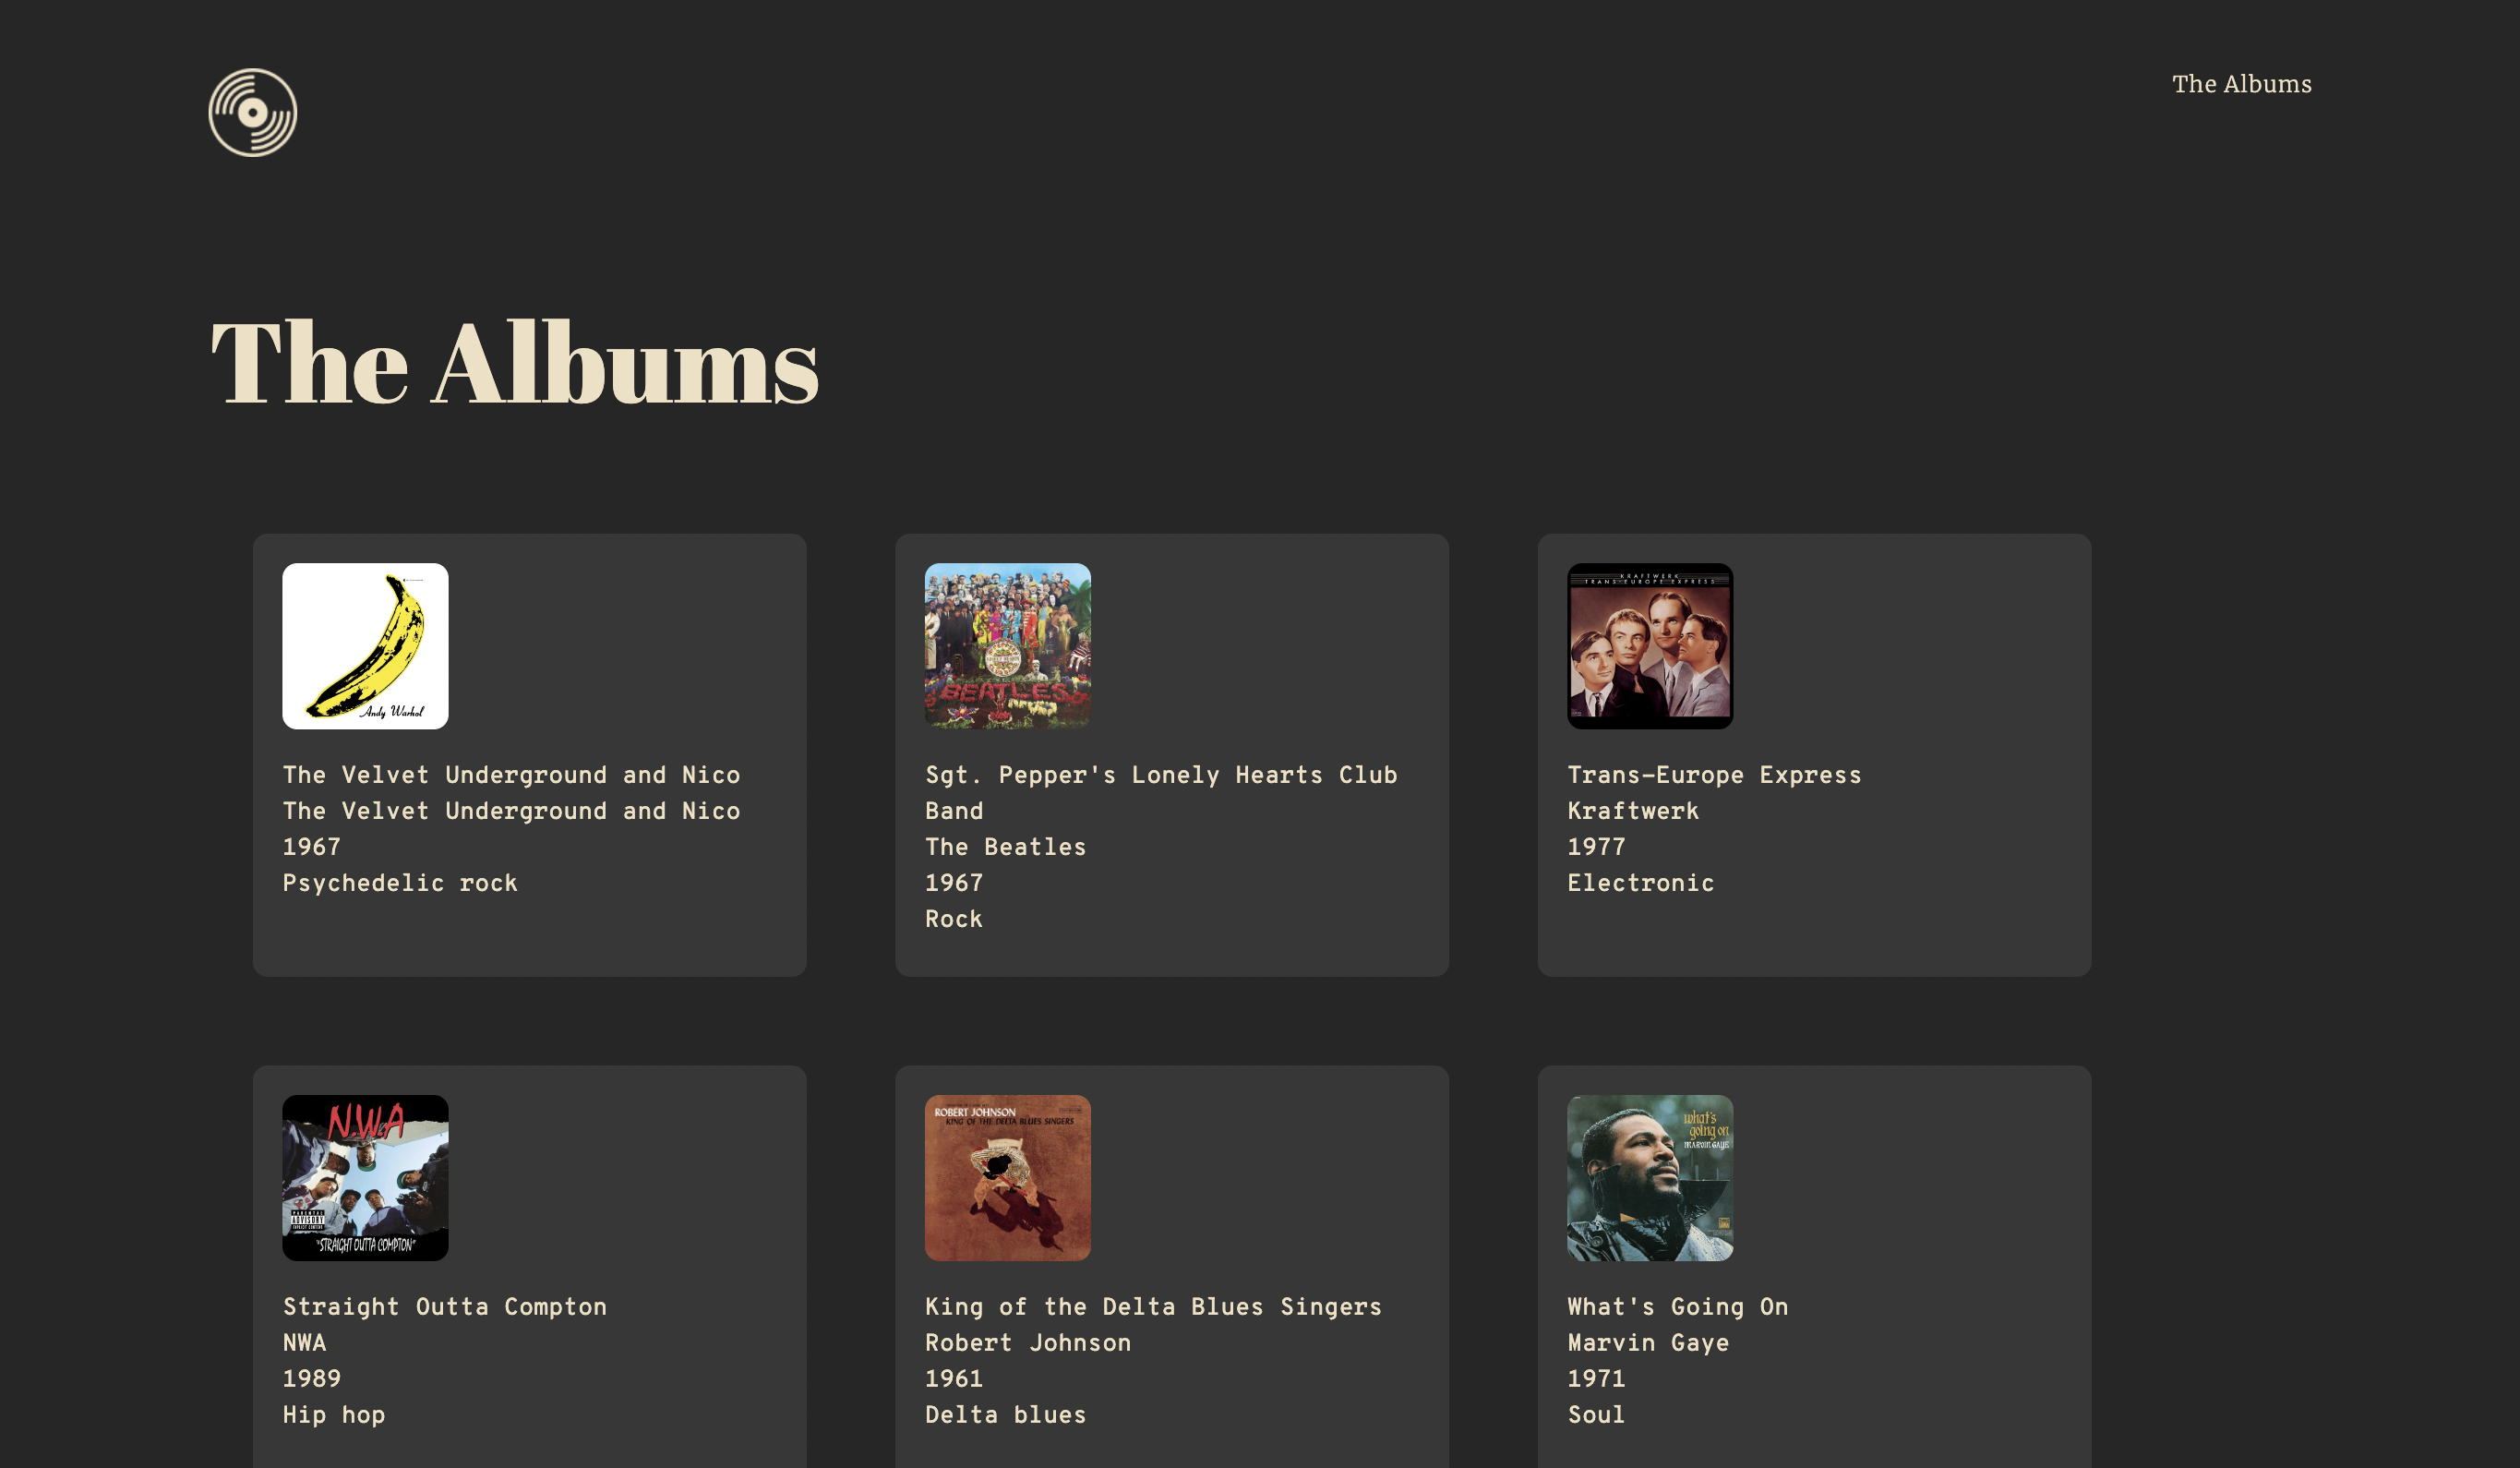 The Albums
The Albums
Andy Warhol
The Velvet Underground and Nico
The Velvet Underground and Nico
1967
Psychedelic rock
BEATLES
Sgt. Pepper's Lonely Hearts Club
Band
The Beatles
1967
Rock
KRAFTWERK
TRANS-EUROPE EXPRESS
Trans-Europe Express
Kraftwerk
1977
Electronic
N.W.A
PARENTAL
ADVISORY
EXPLICIT CONTENT
"STRAIGHT OUTTA COMPTON"
Straight Outta Compton
NWA
1989
Hip hop
ROBERT JOHNSON
KING OF THE DELTA BLUES SINGERS
King of the Delta Blues Singers
Robert Johnson
1961
Delta blues
what's
going on
MARVIN GAYE
What's Going On
Marvin Gaye
1971
Soul